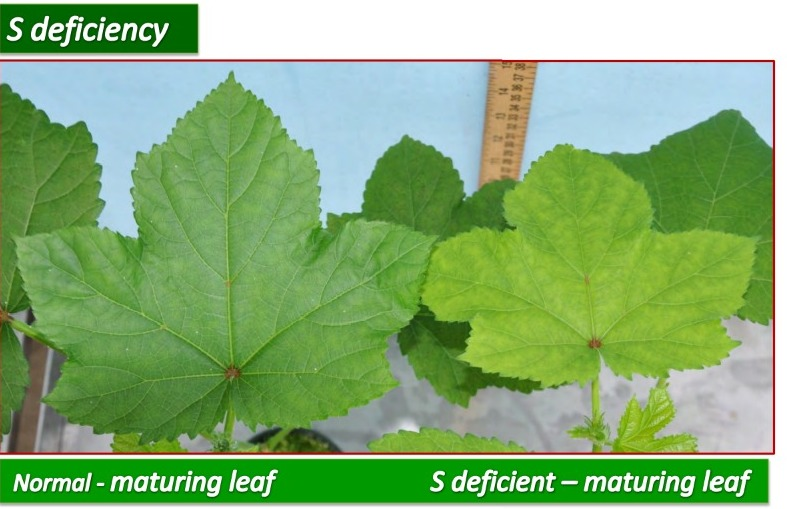 S deficiency
Normal - maturing leaf
S deficient – maturing leaf